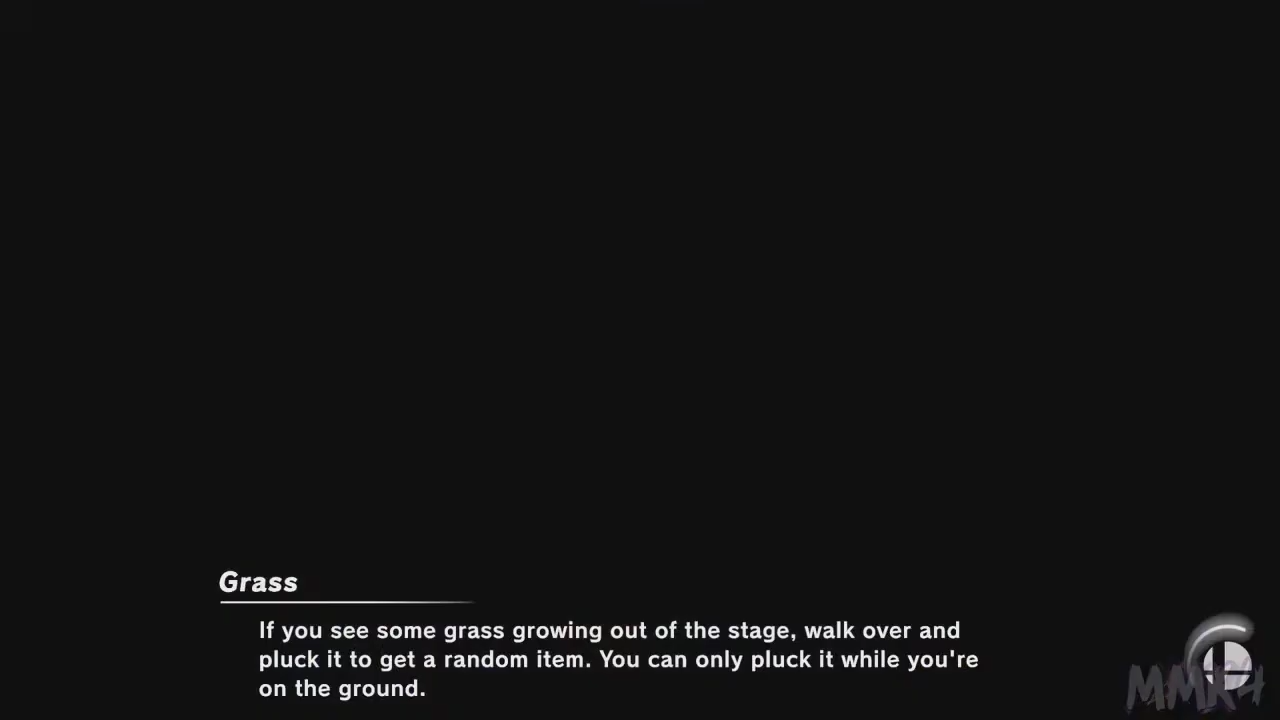 Grass
If you see some grass growing out of the stage, walk over and
pluck it to get a random item. You can only pluck it while you're
on the ground.
MMK4